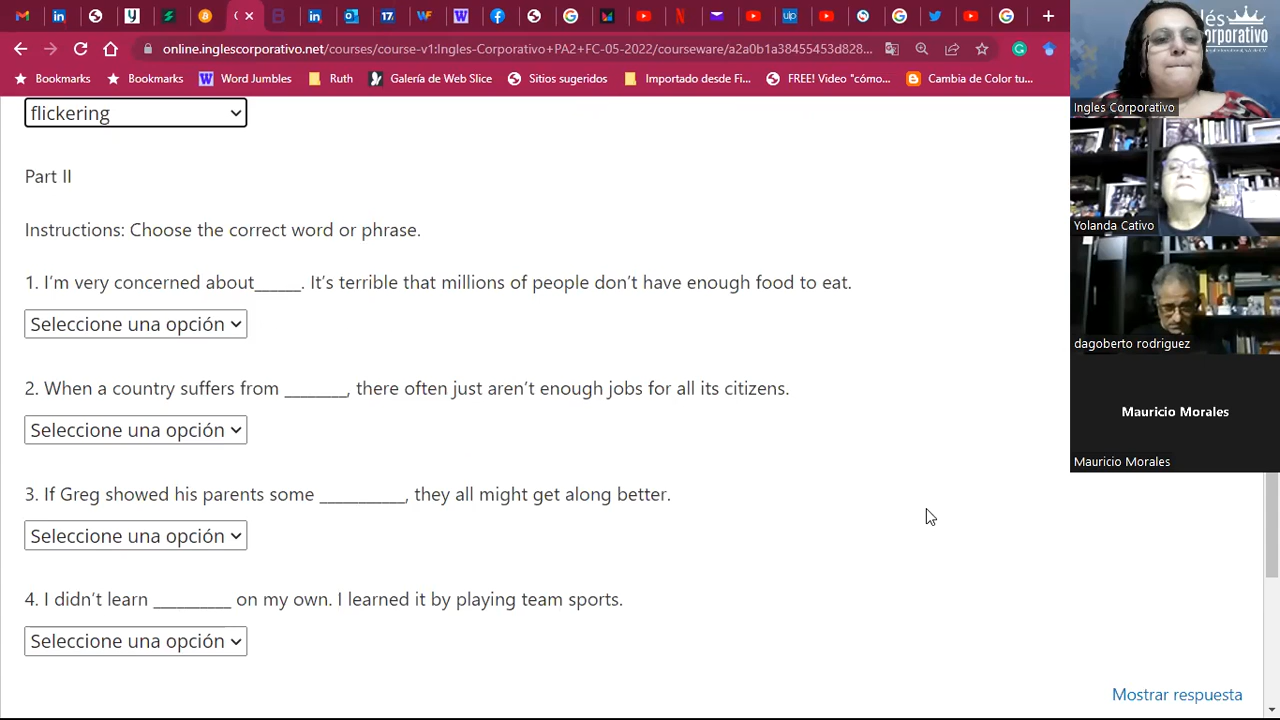 online.inglescorporativo.net/courses/course-v1:Ingles-Corporativo+PA2+FC-05-2022/courseware/a2a0b1a38455453d828...
Bookmarks Bookmarks Word Jumbles Ruth Galería de Web Slice Sitios sugeridos Importado desde Fi... FREE! Video "cómo... Cambia de Color tu...
flickering
Part II
Instructions: Choose the correct word or phrase.
1. I'm very concerned about______. It's terrible that millions of people don't have enough food to eat.
Seleccione una opción
2. When a country suffers from ________, there often just aren't enough jobs for all its citizens.
Seleccione una opción
3. If Greg showed his parents some ___________, they all might get along better.
Seleccione una opción
4. I didn't learn __________ on my own. I learned it by playing team sports.
Seleccione una opción
Mostrar respuesta
Ingles Corporativo
Yolanda Cativo
dagoberto rodriguez
Mauricio Morales
Mauricio Morales